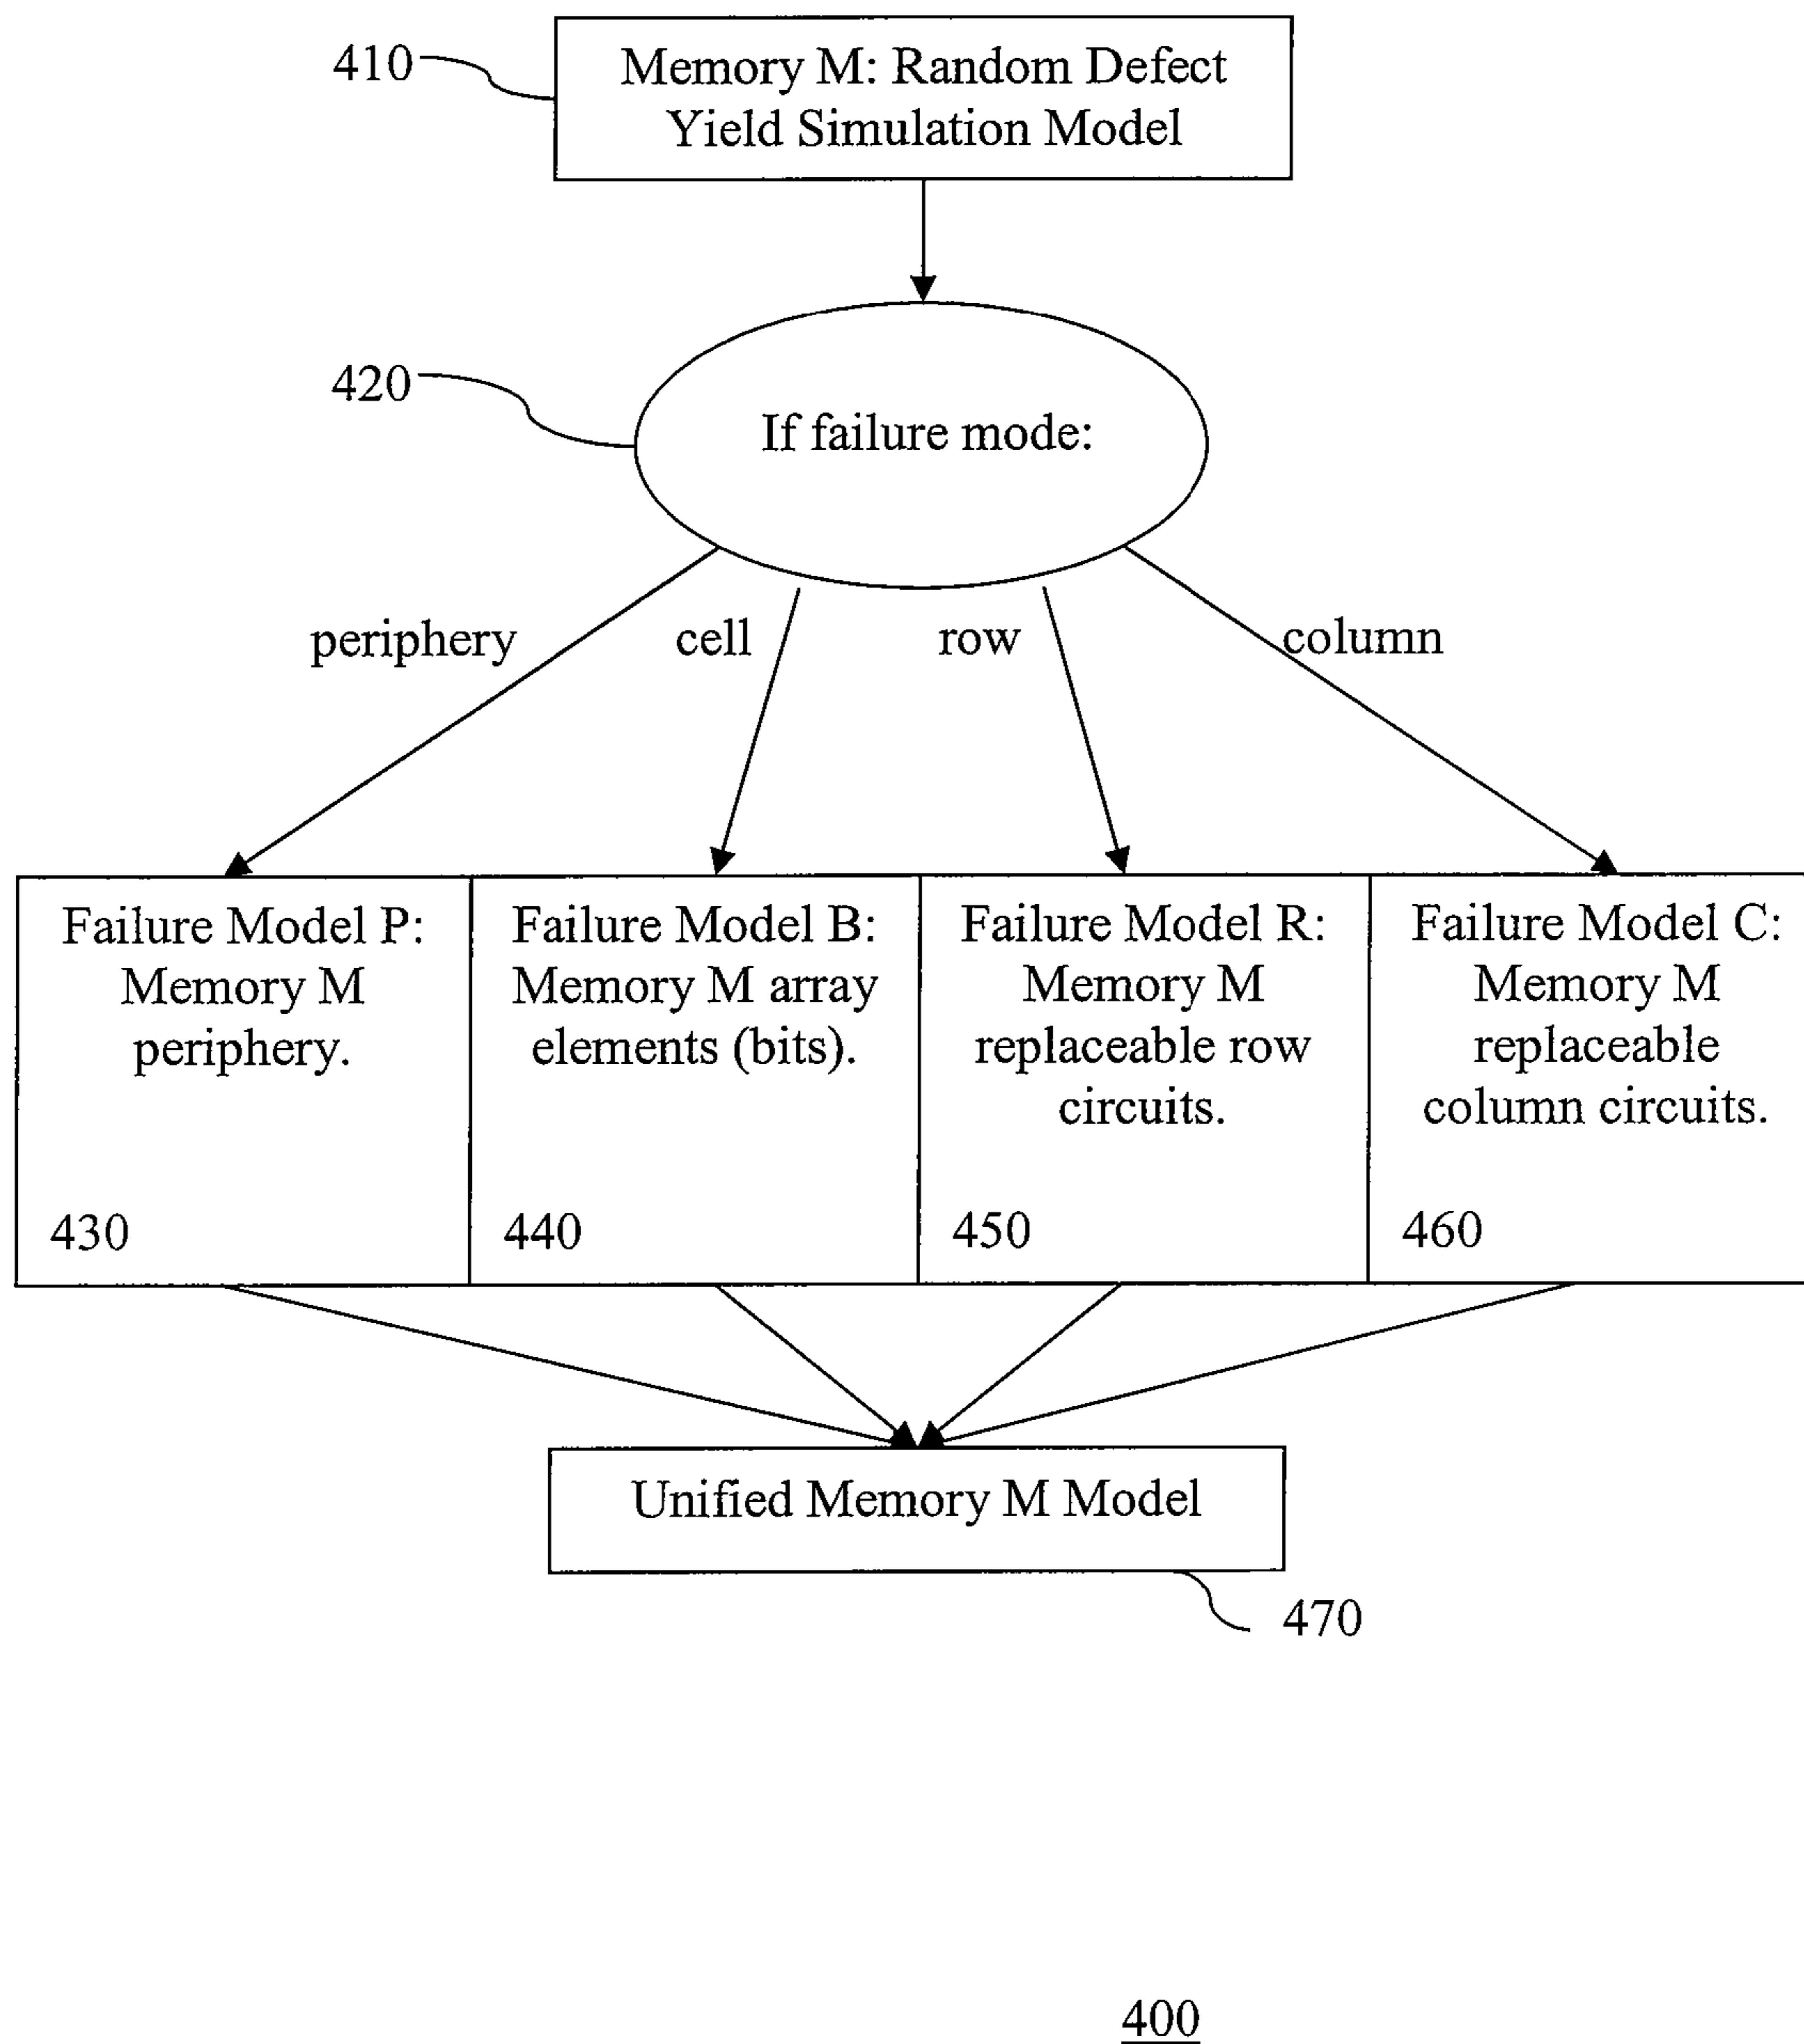 410
Memory M: Random Defect
Yield Simulation Model
420
If failure mode:
periphery
cell
row
column
Failure Model P:
Memory M
periphery.
430
Failure Model B:
Memory M array
elements (bits).
440
Failure Model R:
Memory M
replaceable row
circuits.
450
Failure Model C:
Memory M
replaceable
column circuits.
460
Unified Memory M Model
470
400